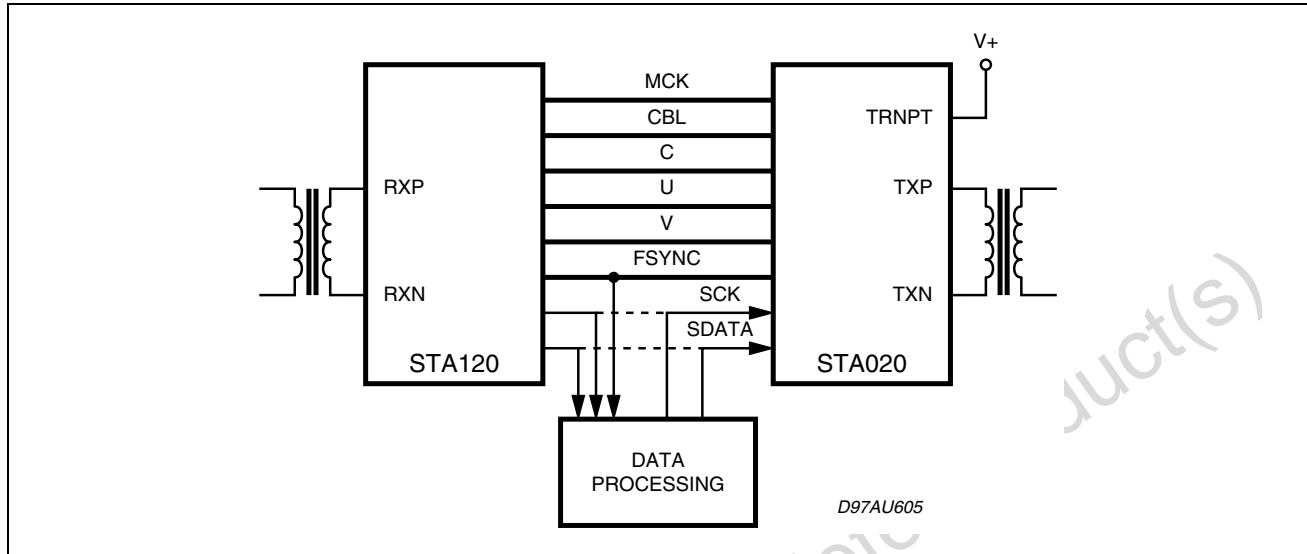 V+
MCK
CBL
TRNPT
C
RXP
U
TXP
V
FSYNC
RXN
SCK
TXN
SDATA
STA120
STA020
DATA
PROCESSING
D97AU605